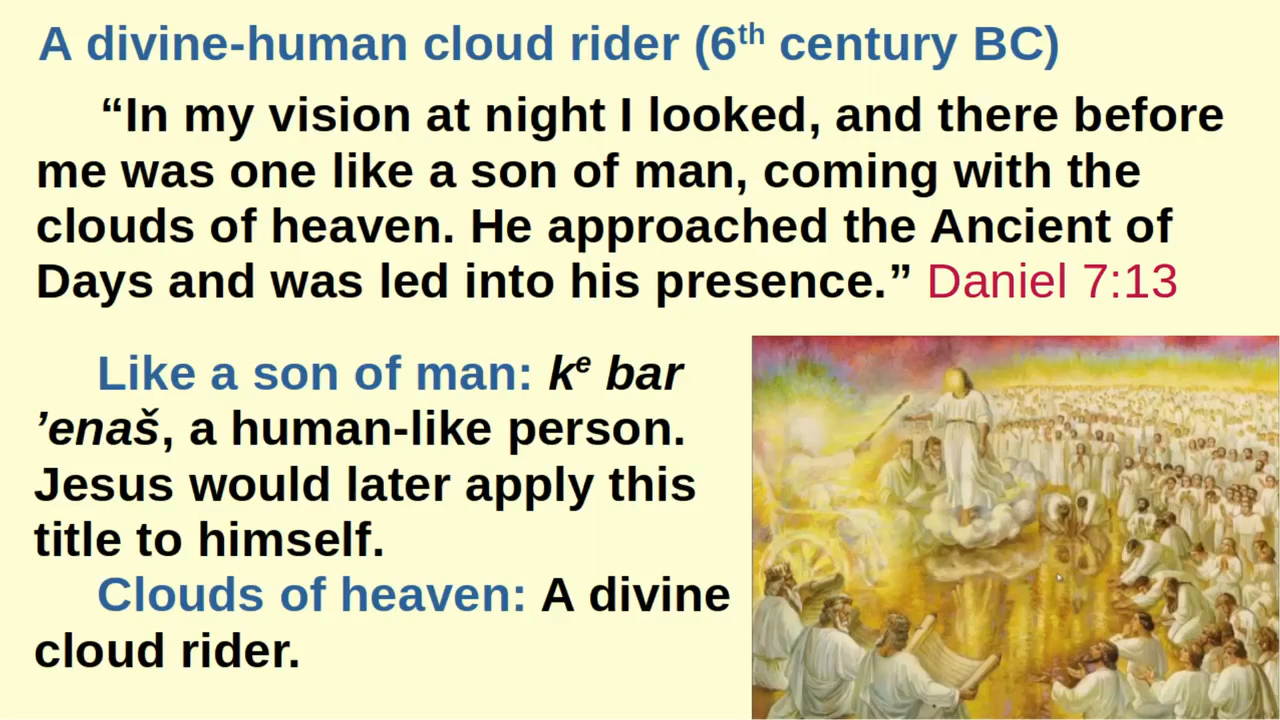 A divine-human cloud rider (6th century BC)
“In my vision at night I looked, and there before
me was one like a son of man, coming with the
clouds of heaven. He approached the Ancient of
Days and was led into his presence.” Daniel 7:13
Like a son of man: ke bar
’enaš, a human-like person.
Jesus would later apply this
title to himself.
Clouds of heaven: A divine
cloud rider.